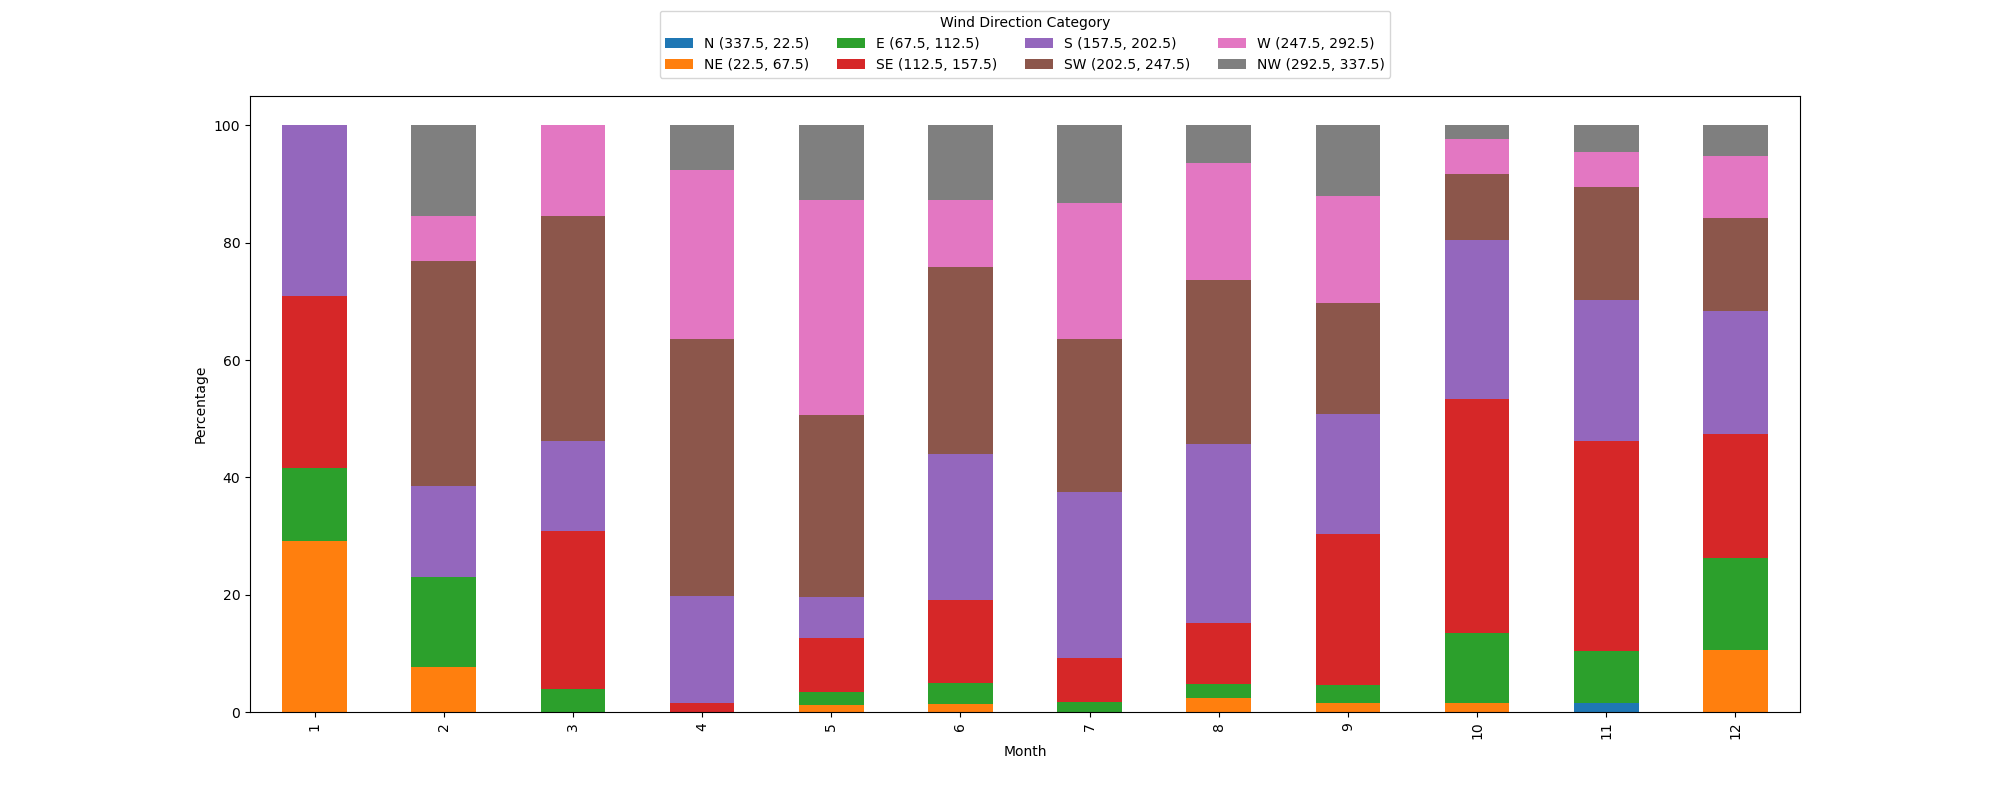 Wind Direction Category
N (337.5, 22.5) E (67.5, 112.5) S (157.5, 202.5) W (247.5, 292.5)
NE (22.5, 67.5) SE (112.5, 157.5) SW (202.5, 247.5) NW (292.5, 337.5)
100
80
60
40
20
0
Percentage
1 2 3 4 5 6 7 8 9 10 11 12
Month